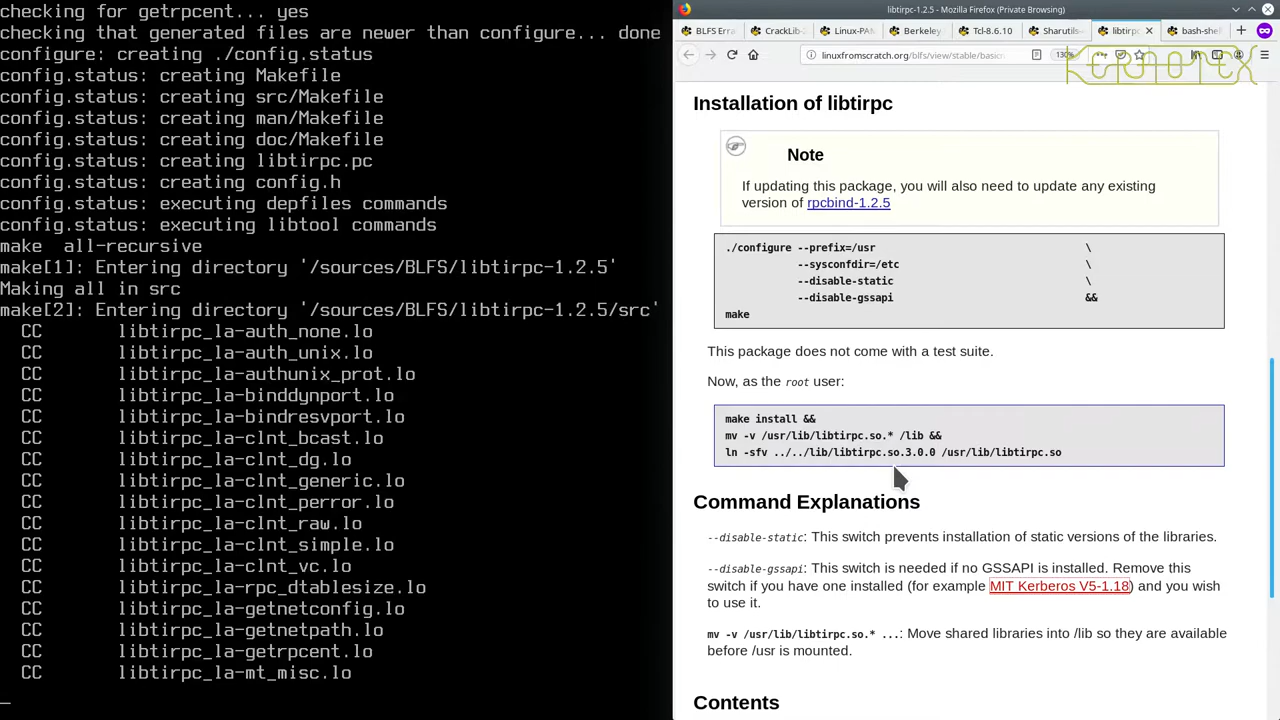 checking for getrpcent... yes
checking that generated files are newer than configure... done
configure: creating ./config.status
config.status: creating Makefile
config.status: creating src/Makefile
config.status: creating man/Makefile
config.status: creating doc/Makefile
config.status: creating libtirpc.pc
config.status: creating config.h
config.status: executing depfiles commands
config.status: executing libtool commands
make  all-recursive
make[1]: Entering directory '/sources/BLFS/libtirpc-1.2.5'
Making all in src
make[2]: Entering directory '/sources/BLFS/libtirpc-1.2.5/src'
CC       libtirpc_la-auth_none.lo
CC       libtirpc_la-auth_unix.lo
CC       libtirpc_la-authunix_prot.lo
CC       libtirpc_la-binddynport.lo
CC       libtirpc_la-bindresvport.lo
CC       libtirpc_la-clnt_bcast.lo
CC       libtirpc_la-clnt_dg.lo
CC       libtirpc_la-clnt_generic.lo
CC       libtirpc_la-clnt_perror.lo
CC       libtirpc_la-clnt_raw.lo
CC       libtirpc_la-clnt_simple.lo
CC       libtirpc_la-clnt_vc.lo
CC       libtirpc_la-rpc_dtablesize.lo
CC       libtirpc_la-getnetconfig.lo
CC       libtirpc_la-getnetpath.lo
CC       libtirpc_la-getrpcent.lo
CC       libtirpc_la-mt_misc.lo
libtirpc-1.2.5 - Mozilla Firefox (Private Browsing)
BLFS Erra CrackLib- Linux-PAM Berkeley Tcl-8.6.10 Sharutils- libtirpc bash-shell
linuxfromscratch.org/blfs/view/stable/basic 130%
KERNOTEX
Installation of libtirpc
Note
If updating this package, you will also need to update any existing
version of rpcbind-1.2.5
./configure --prefix=/usr \
--sysconfdir=/etc \
--disable-static \
--disable-gssapi &&
make
This package does not come with a test suite.
Now, as the root user:
make install &&
mv -v /usr/lib/libtirpc.so.* /lib &&
ln -sfv ../../lib/libtirpc.so.3.0.0 /usr/lib/libtirpc.so
Command Explanations
--disable-static: This switch prevents installation of static versions of the libraries.
--disable-gssapi: This switch is needed if no GSSAPI is installed. Remove this
switch if you have one installed (for example MIT Kerberos V5-1.18) and you wish
to use it.
mv -v /usr/lib/libtirpc.so.* ...: Move shared libraries into /lib so they are available
before /usr is mounted.
Contents